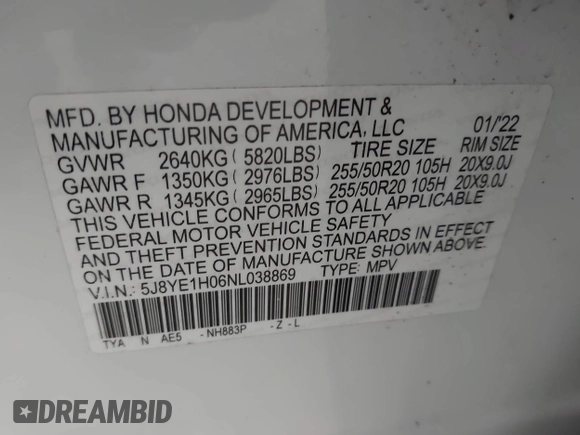 MFD. BY HONDA DEVELOPMENT &
MANUFACTURING OF AMERICA, LLC 01/'22
GVWR 2640KG ( 5820LBS) TIRE SIZE RIM SIZE
GAWR F 1350KG ( 2976LBS) 255/50R20 105H 20X9.0J
GAWR R 1345KG ( 2965LBS) 255/50R20 105H 20X9.0J
THIS VEHICLE CONFORMS TO ALL APPLICABLE
FEDERAL MOTOR VEHICLE SAFETY
AND THEFT PREVENTION STANDARDS IN EFFECT
ON THE DATE OF MANUFACTURE SHOWN ABOVE.
V.I.N.: 5J8YE1H06NL038869 TYPE: MPV
TYA N AE5 -NH883P -Z-L
DREAMBID